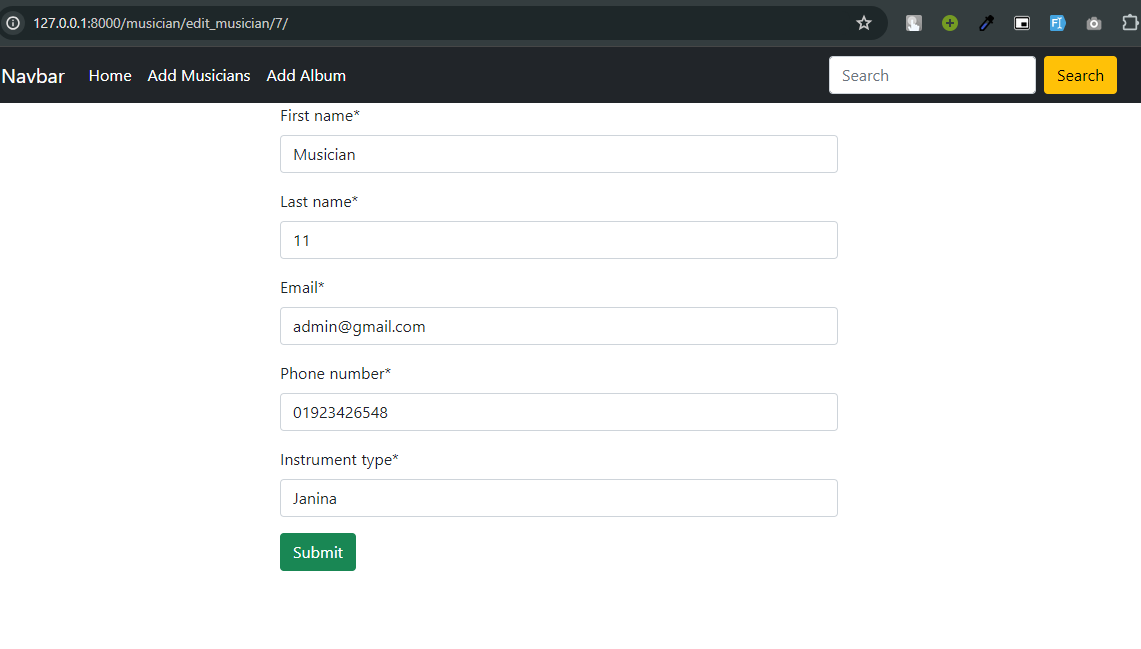 127.0.0.1:8000/musician/edit_musician/7/
Navbar Home Add Musicians Add Album Search Search
First name*
Musician
Last name*
11
Email*
admin@gmail.com
Phone number*
01923426548
Instrument type*
Janina
Submit